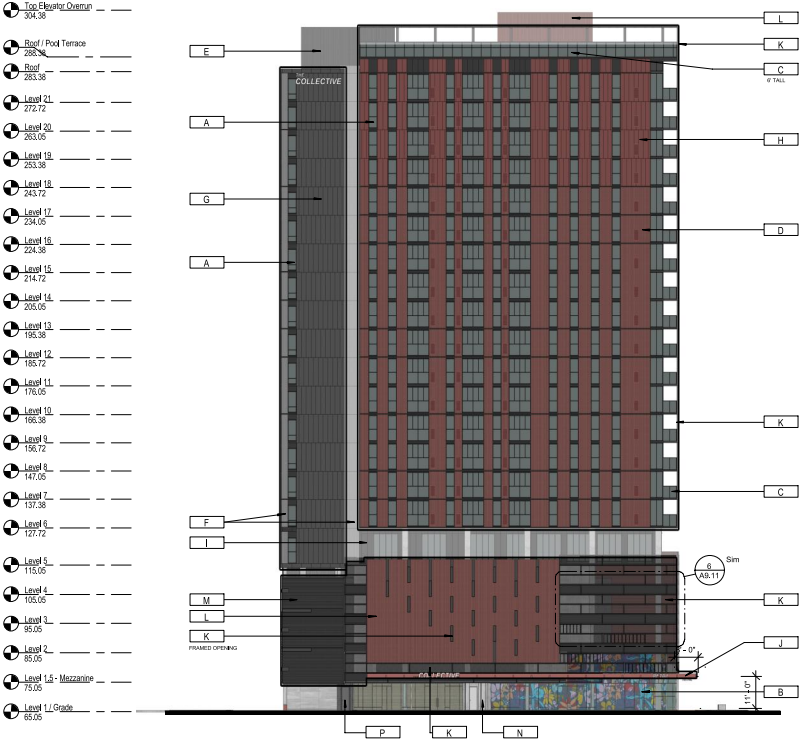 Top Elevator Overrun
304.38
Roof / Pool Terrace
288.38
Roof
283.38
Level 21
272.72
Level 20
263.05
Level 19
253.38
Level 18
243.72
Level 17
234.05
Level 16
224.38
Level 15
214.72
Level 14
205.05
Level 13
195.38
Level 12
185.72
Level 11
176.05
Level 10
166.38
Level 9
156.72
Level 8
147.05
Level 7
137.38
Level 6
127.72
Level 5
115.05
Level 4
105.05
Level 3
95.05
Level 2
85.05
Level 1.5 - Mezzanine
75.05
Level 1 / Grade
65.05
E
A
G
A
F
I
M
L
K
FRAMED OPENING
THE
COLLECTIVE
COLLECTIVE
L
K
C
6' TALL
H
D
K
C
6
A9.11
Sim
K
J
B
- 0"
11' - 0"
P
K
N